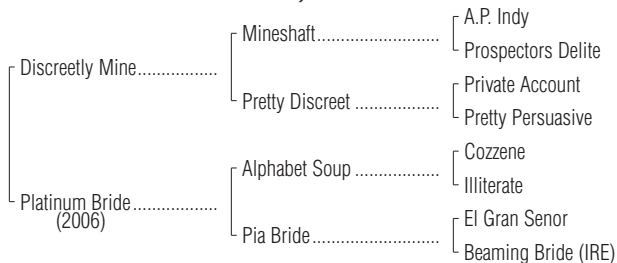 A.P. Indy
Mineshaft
Prospectors Delite
Discreetly Mine
Private Account
Pretty Discreet
Pretty Persuasive
Cozzene
Alphabet Soup
Illiterate
Platinum Bride
(2006)
El Gran Senor
Pia Bride
Beaming Bride (IRE)